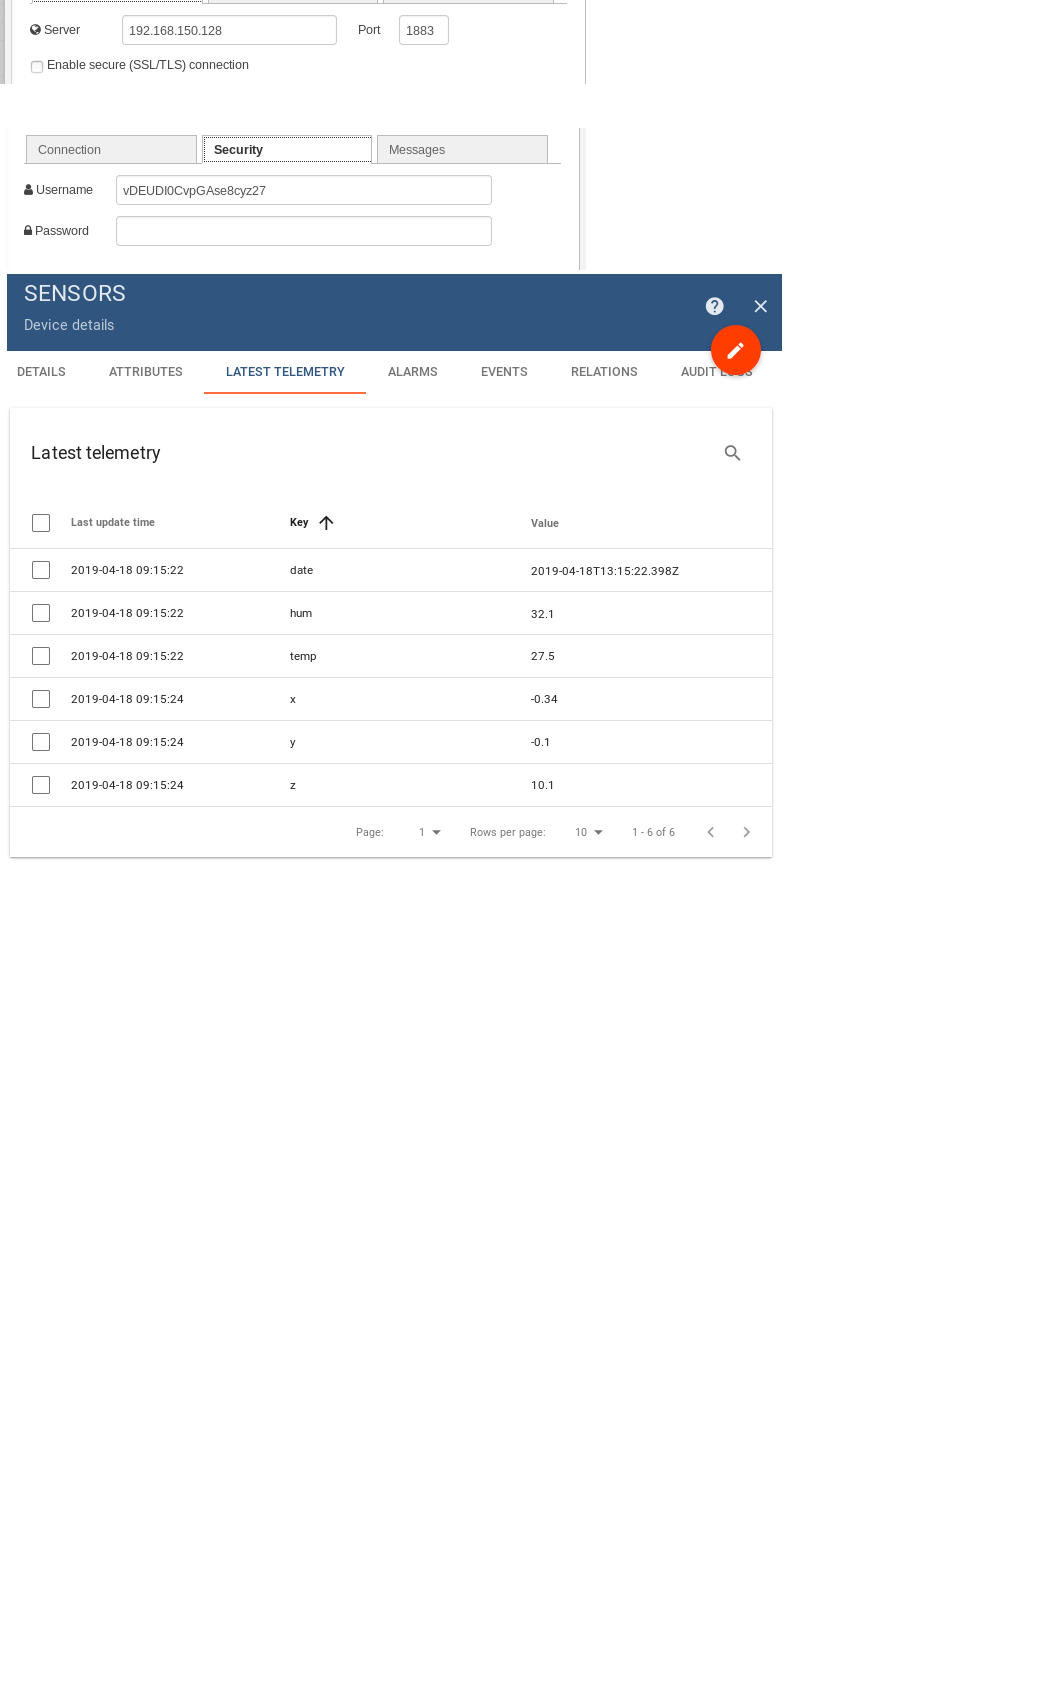 Server 192.168.150.128 Port 1883
Enable secure (SSL/TLS) connection
Connection Security Messages
Username vDEUDI0CvpGAse8cyz27
Password
SENSORS
Device details
DETAILS ATTRIBUTES LATEST TELEMETRY ALARMS EVENTS RELATIONS AUDIT LOGS
Latest telemetry
Last update time Key Value
2019-04-18 09:15:22 date 2019-04-18T13:15:22.398Z
2019-04-18 09:15:22 hum 32.1
2019-04-18 09:15:22 temp 27.5
2019-04-18 09:15:24 x -0.34
2019-04-18 09:15:24 y -0.1
2019-04-18 09:15:24 z 10.1
Page: 1 Rows per page: 10 1 - 6 of 6